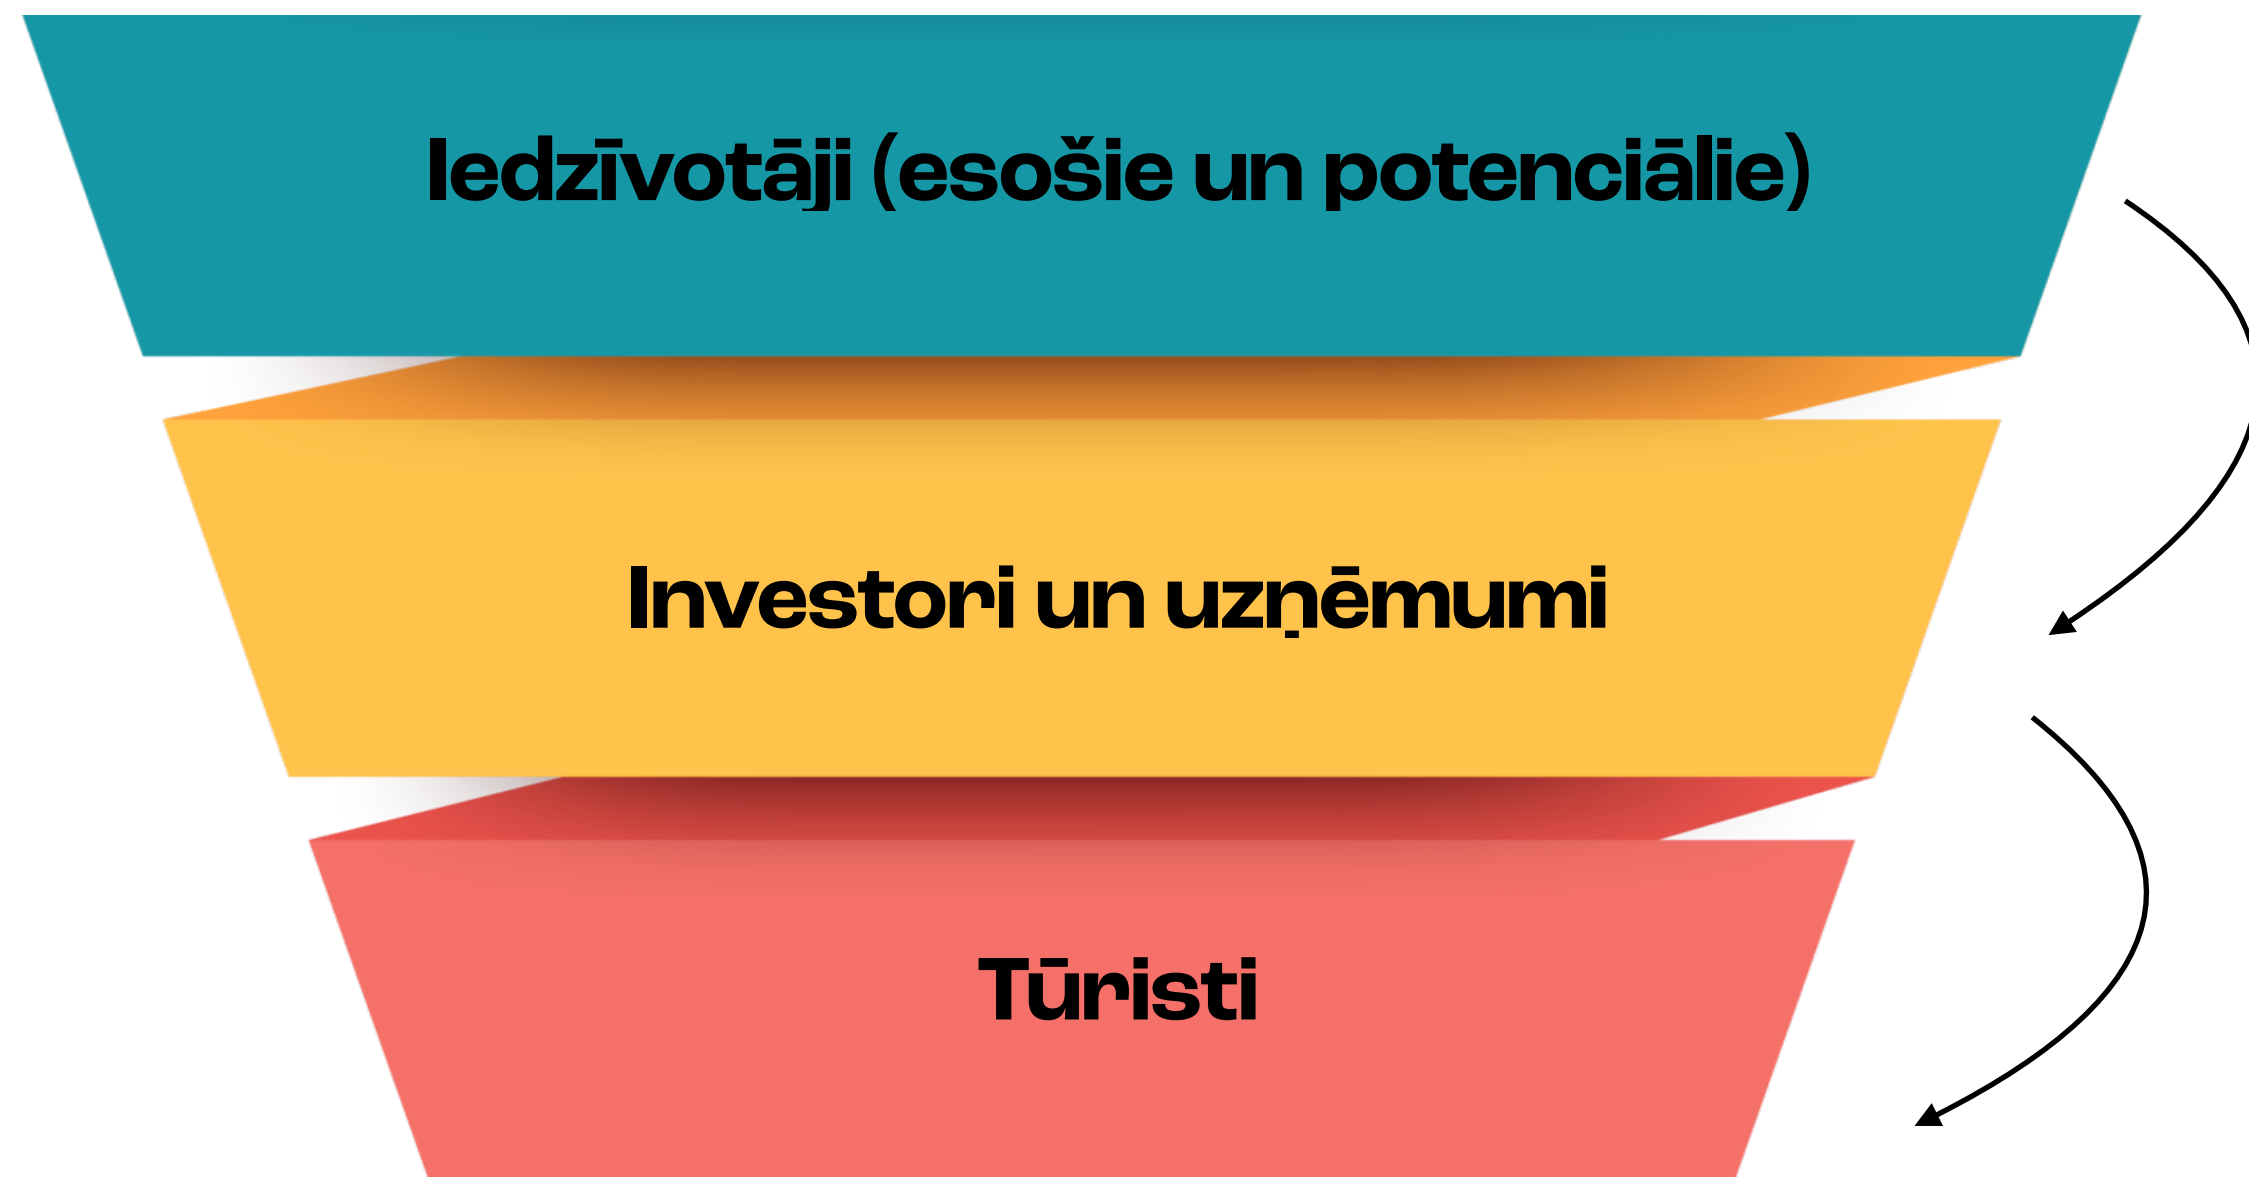 Iedzīvotāji (esošie un potenciālie)
Investori un uzņēmumi
Tūristi